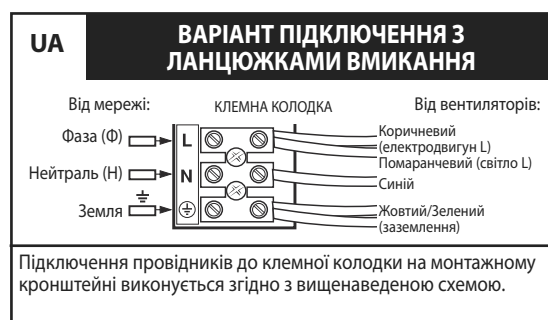 UA
ВАРІАНТ ПІДКЛЮЧЕННЯ З
ЛАНЦЮЖКАМИ ВМИКАННЯ
Від мережі:
КЛЕМНА КОЛОДКА
Від вентиляторів:
Фаза (Ф)
L
Коричневий
(електродвигун L)
Помаранчевий (світло L)
Нейтраль (Н)
N
Синій
Земля
Жовтий/Зелений
(заземлення)
Підключення провідників до клемної колодки на монтажному
кронштейні виконується згідно з вищенаведеною схемою.